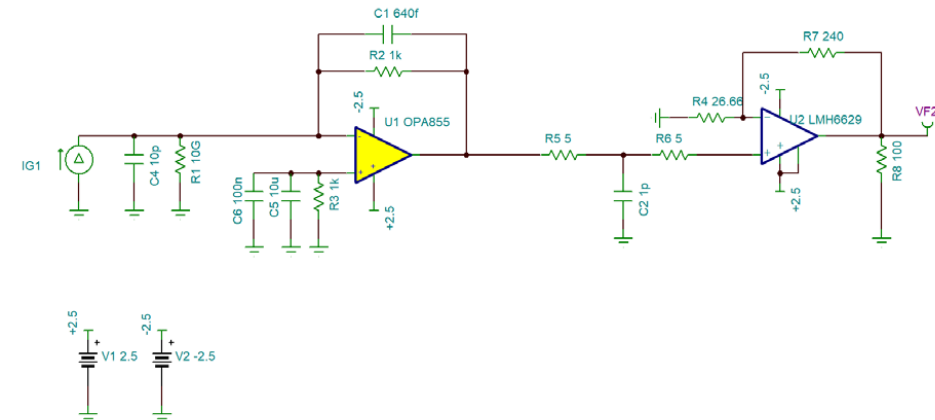 C1 640f
R2 1k
-2.5
U1 OPA855
+2.5
IG1
C4 10p
R1 10G
C6 100n
C5 10u
R3 1k
R5 5
R6 5
C2 1p
R7 240
-2.5
R4 26.66
U2 LMH6629
+2.5
VF2
R8 100
+2.5
V1 2.5
-2.5
V2 -2.5